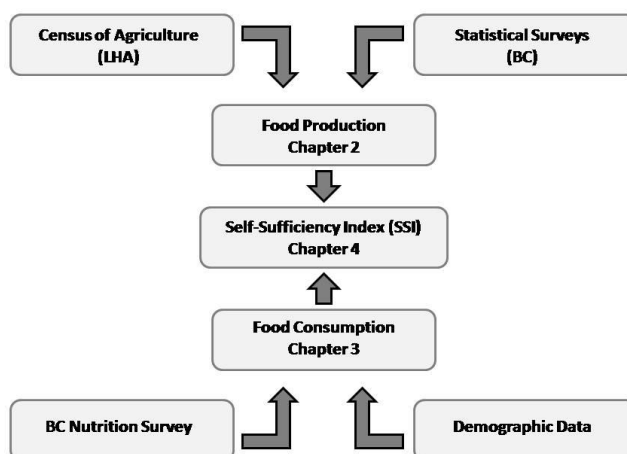 Census of Agriculture
(LHA)
Statistical Surveys
(BC)
Food Production
Chapter 2
Self-Sufficiency Index (SSI)
Chapter 4
Food Consumption
Chapter 3
BC Nutrition Survey
Demographic Data